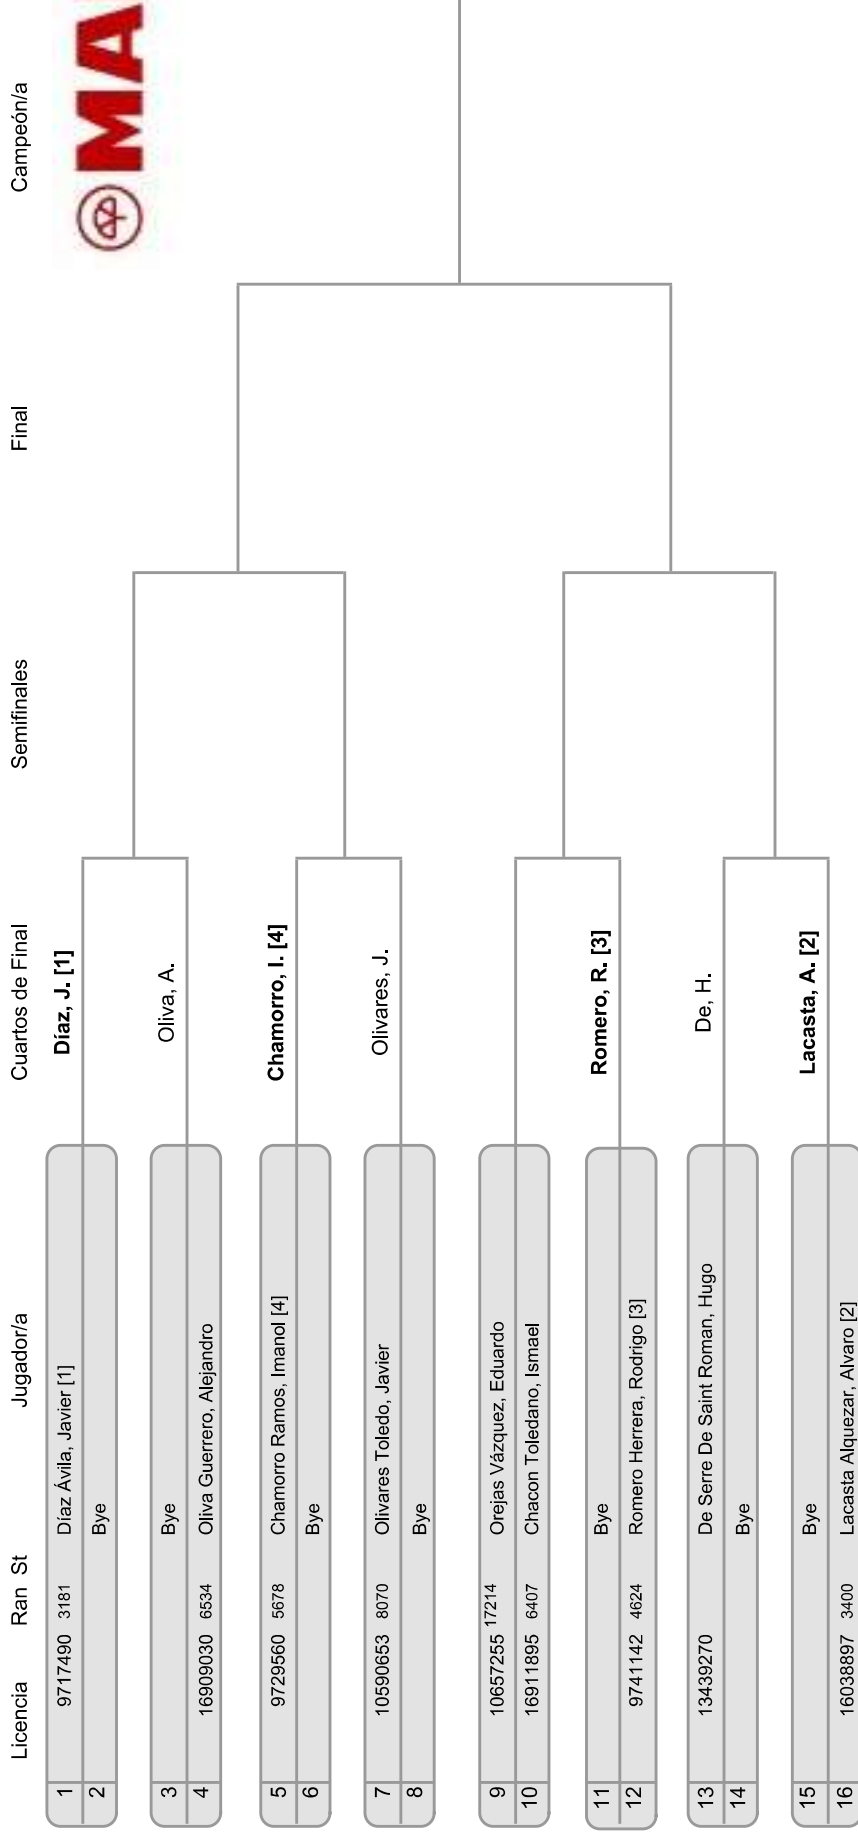 Licencia Ran St Jugador/a Cuartos de Final Semifinales Final Campeón/a
1 9717490 3181 Díaz Ávila, Javier [1]
Díaz, J. [1]
2 Bye
3 Bye
Oliva, A.
4 16909030 6534 Oliva Guerrero, Alejandro
5 9729560 5678 Chamorro Ramos, Imanol [4]
Chamorro, I. [4]
6 Bye
7 10590653 8070 Olivares Toledo, Javier
Olivares, J.
8 Bye
9 10657255 17214 Orejas Vázquez, Eduardo
10 16911895 6407 Chacon Toledano, Ismael
11 Bye
Romero, R. [3]
12 9741142 4624 Romero Herrera, Rodrigo [3]
13 13439270 De Serre De Saint Roman, Hugo
De, H.
14 Bye
15 Bye
Lacasta, A. [2]
16 16038897 3400 Lacasta Alquezar, Alvaro [2]